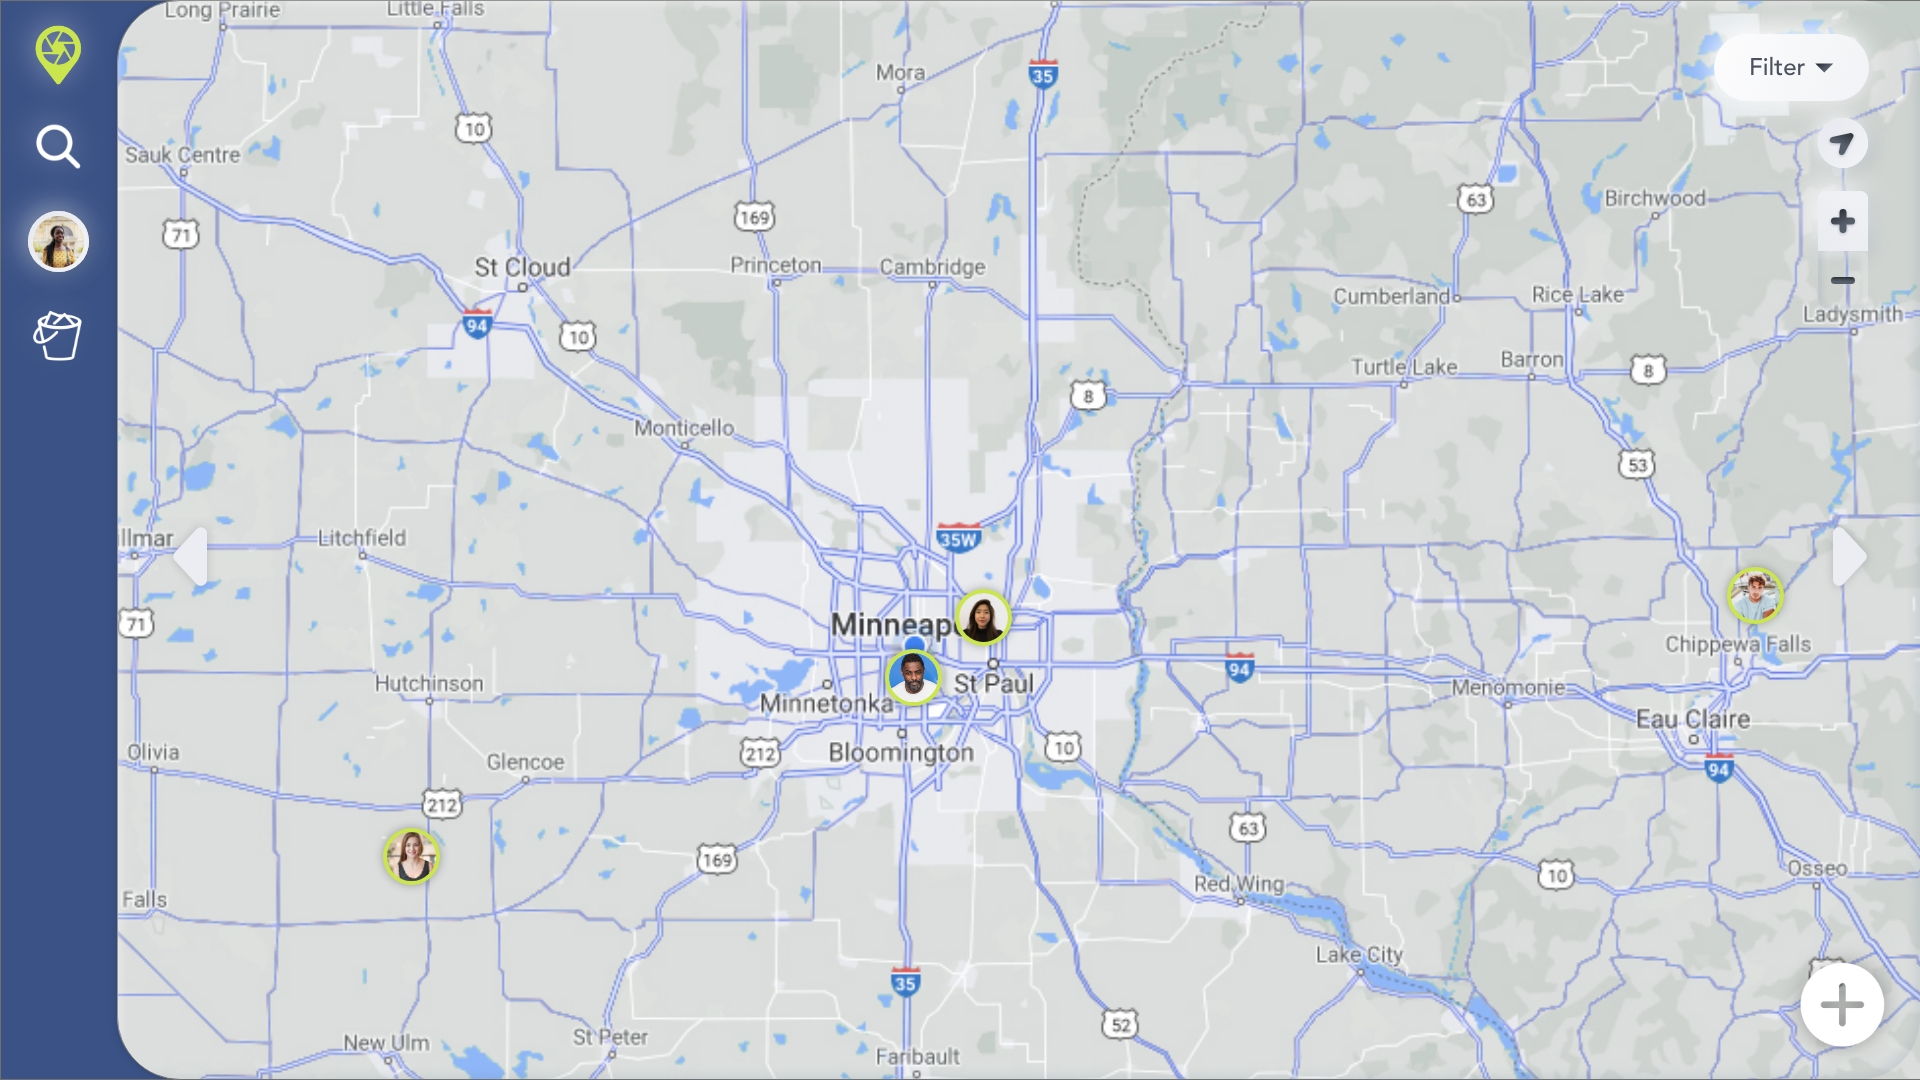 Long Prairie
Little Falls
Mora
35
Filter
10
Sauk Centre
63
Birchwood
169
71
St Cloud
Princeton
Cambridge
Cumberland
Rice Lake
Ladysmith
94
10
Turtle Lake
Barron
8
8
Monticello
53
llmar
Litchfield
35W
71
Minneap
Chippewa Falls
94
Hutchinson
St Paul
Menomonie
Minnetonka
Eau Claire
Olivia
Glencoe
212
Bloomington
10
94
212
63
169
10
Osseo
Falls
Red Wing
Lake City
35
52
New Ulm
St Peter
Faribault